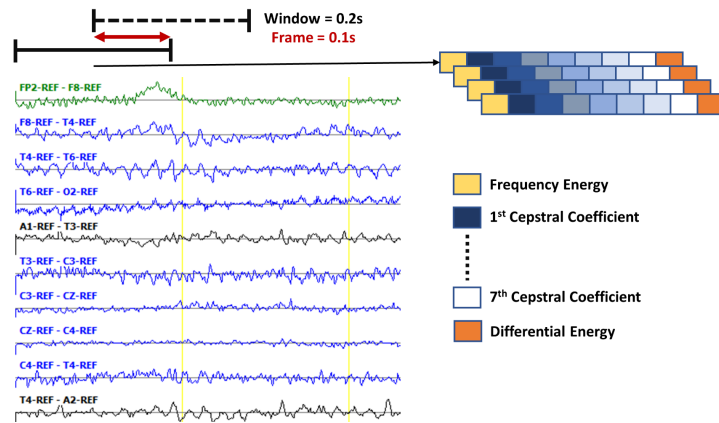 Window = 0.2s
Frame = 0.1s
FP2-REF - F8-REF
F8-REF - T4-REF
T4-REF - T6-REF
T6-REF - O2-REF
A1-REF - T3-REF
T3-REF - C3-REF
C3-REF - CZ-REF
CZ-REF - C4-REF
C4-REF - T4-REF
T4-REF - A2-REF
Frequency Energy
1st Cepstral Coefficient
7th Cepstral Coefficient
Differential Energy